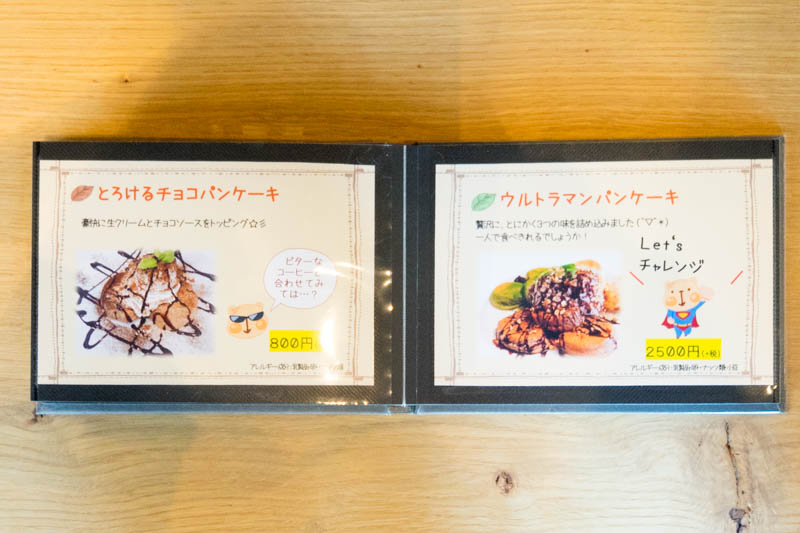 とろけるチョコパンケーキ
豪快に生クリームとチョコソースをトッピング☆彡
ビターな
コーヒーと
合わせてみ
ては…?
800円
ウルトラマンパンケーキ
贅沢に、とにかく3つの味を詰め込みました(*´▽`*)
一人で食べきれるでしょうか!
Let's
チャレンジ
2500円(+税)